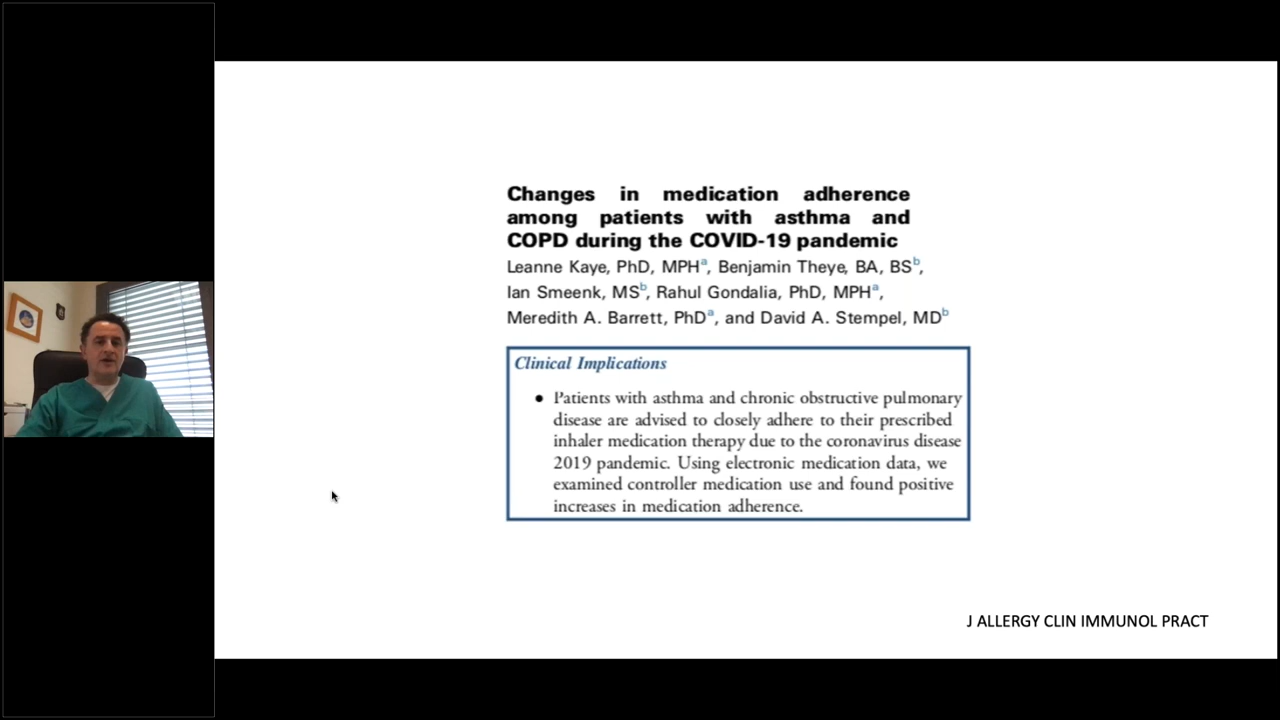 Changes in medication adherence
among patients with asthma and
COPD during the COVID-19 pandemic
Leanne Kaye, PhD, MPHa, Benjamin Theye, BA, BSb,
Ian Smeenk, MSb, Rahul Gondalia, PhD, MPHa,
Meredith A. Barrett, PhDa, and David A. Stempel, MDb
Clinical Implications
● Patients with asthma and chronic obstructive pulmonary
disease are advised to closely adhere to their prescribed
inhaler medication therapy due to the coronavirus disease
2019 pandemic. Using electronic medication data, we
examined controller medication use and found positive
increases in medication adherence.
J ALLERGY CLIN IMMUNOL PRACT